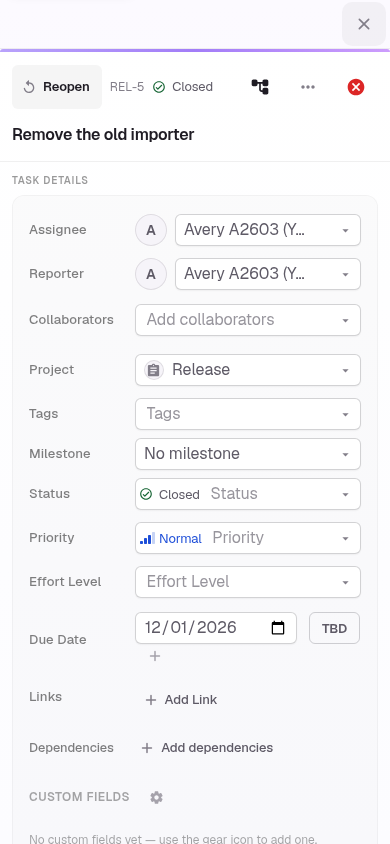 Reopen REL-5 Closed
Remove the old importer
TASK DETAILS
Assignee A Avery A2603 (Y...
Reporter A Avery A2603 (Y...
Collaborators Add collaborators
Project Release
Tags Tags
Milestone No milestone
Status Closed Status
Priority Normal Priority
Effort Level Effort Level
Due Date 12/01/2026 TBD
Links Add Link
Dependencies Add dependencies
CUSTOM FIELDS
No custom fields yet — use the gear icon to add one.